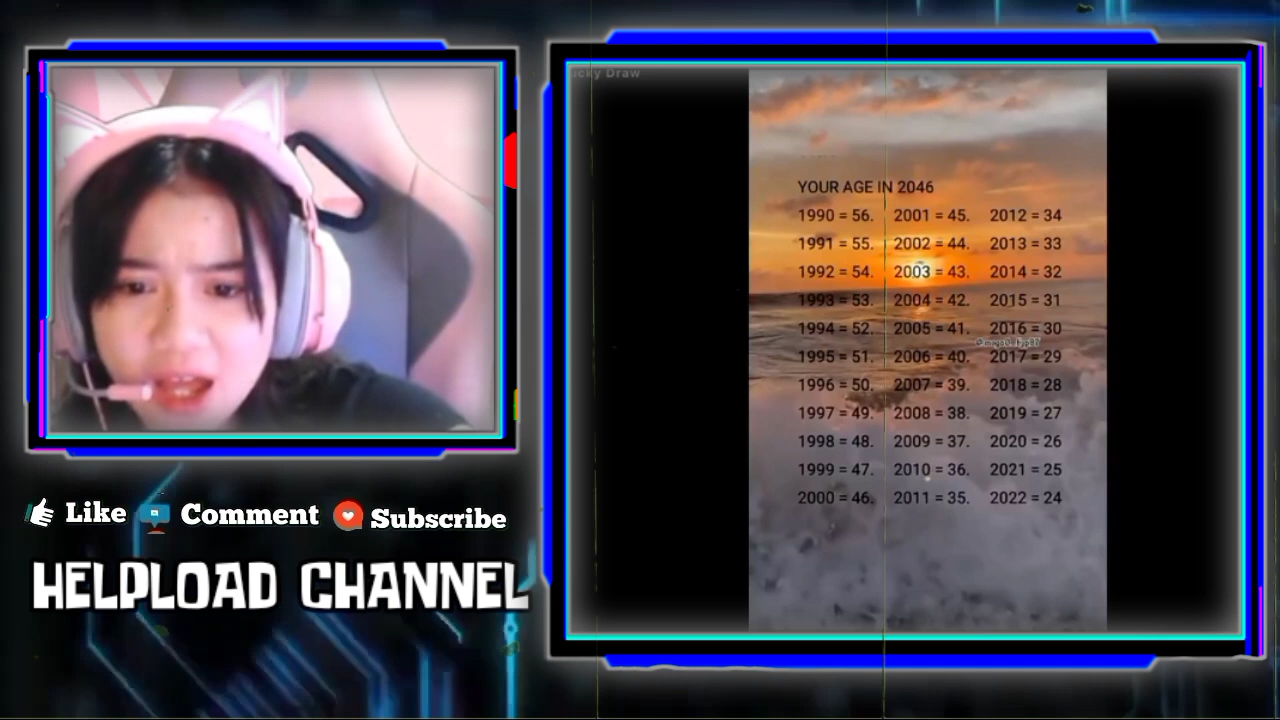 ucky Draw
YOUR AGE IN 2046
1990 = 56. 2001 = 45. 2012 = 34
1991 = 55. 2002 = 44. 2013 = 33
1992 = 54. 2003 = 43. 2014 = 32
1993 = 53. 2004 = 42. 2015 = 31
1994 = 52. 2005 = 41. 2016 = 30
1995 = 51. 2006 = 40. 2017 = 29
1996 = 50. 2007 = 39. 2018 = 28
1997 = 49. 2008 = 38. 2019 = 27
1998 = 48. 2009 = 37. 2020 = 26
1999 = 47. 2010 = 36. 2021 = 25
2000 = 46. 2011 = 35. 2022 = 24
Like Comment Subscribe
HELPLOAD CHANNEL